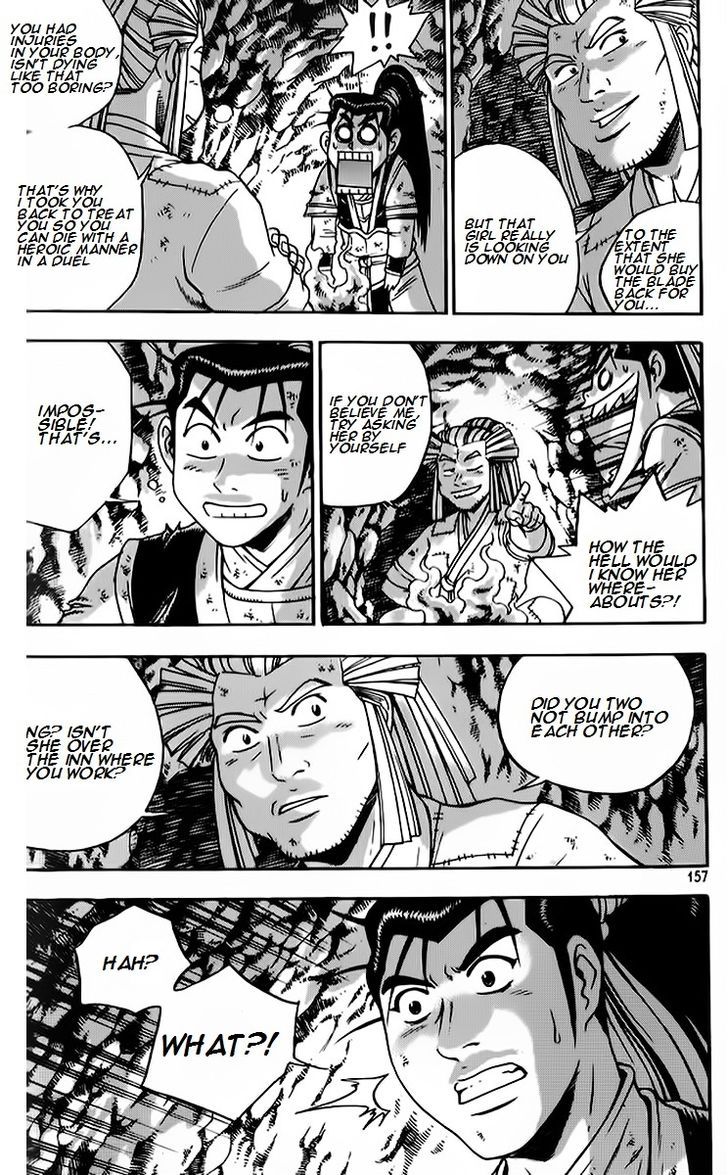 YOU HAD
INJURIES
IN YOUR BODY,
ISN'T DYING
LIKE THAT
TOO BORING?
!!
THAT'S WHY
I TOOK YOU
BACK TO TREAT
YOU SO YOU
CAN DIE WITH A
HEROIC MANNER
IN A DUEL
BUT THAT
GIRL REALLY
IS LOOKING
DOWN ON YOU
TO THE
EXTENT
THAT SHE
WOULD BUY
THE BLADE
BACK FOR
YOU...
IMPOS-
SIBLE!
THAT'S...
IF YOU DON'T
BELIEVE ME,
TRY ASKING
HER BY
YOURSELF
HOW THE
HELL WOULD
I KNOW HER
WHERE-
ABOUTS?!
NG? ISN'T
SHE OVER
THE INN WHERE
YOU WORK?
DID YOU TWO
NOT BUMP INTO
EACH OTHER?
157
HAH?
WHAT?!